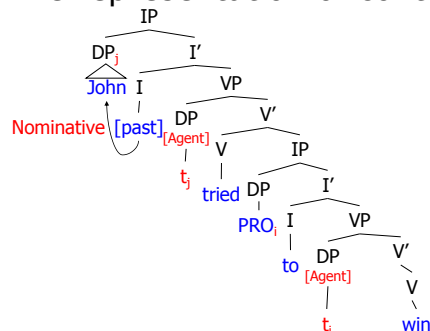 IP
DPj I′
John I VP
Nominative [past] DP V′
[Agent] V IP
tj tried DP I′
PROi I VP
to DP V′
[Agent] V
ti win